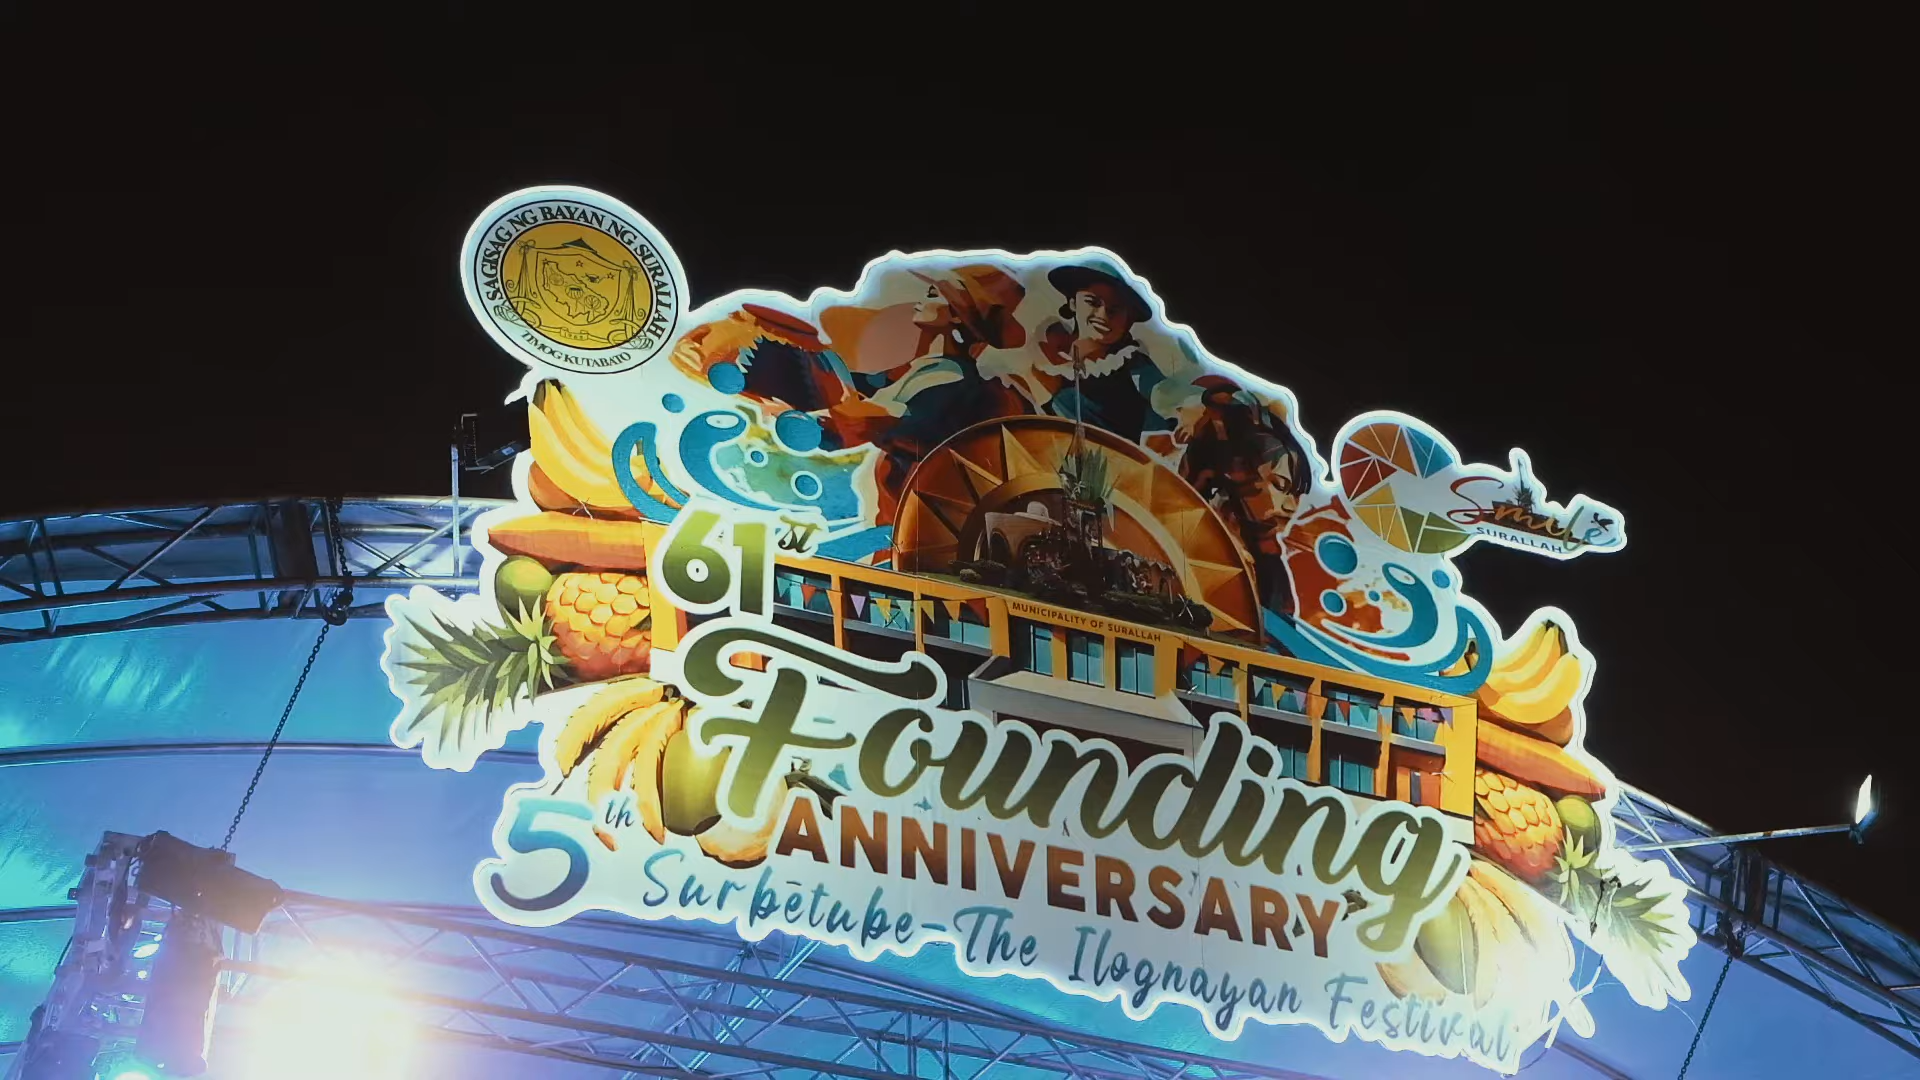 SAGISAG NG BAYAN NG SURALLAH
TIMOG KUTABATO
Smile
SURALLAH
61st
MUNICIPALITY OF SURALLAH
Founding
ANNIVERSARY
5th
Surbētube-The Ilognayan Festival